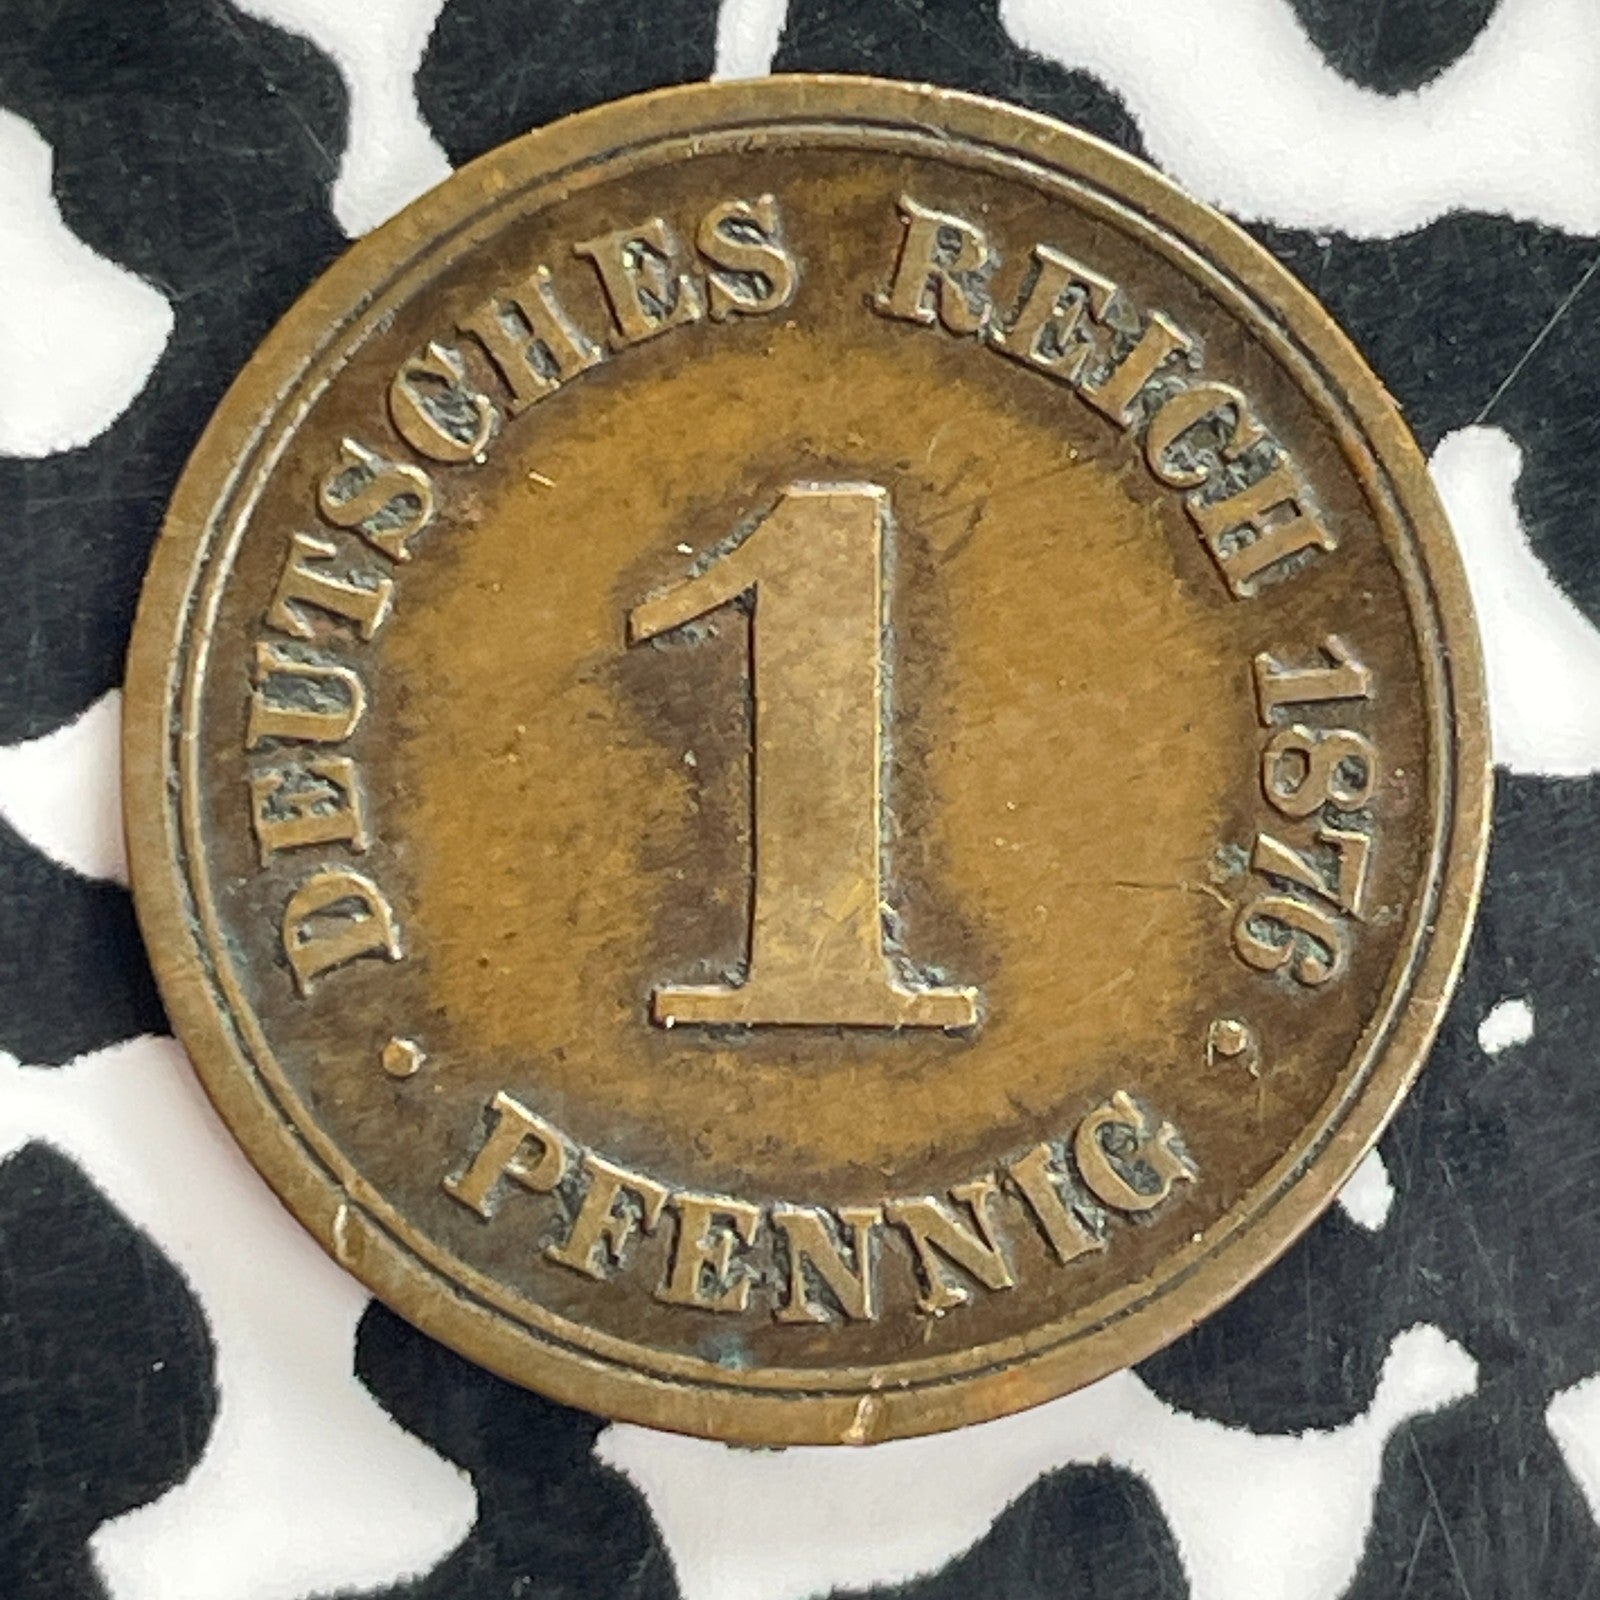 DEUTSCHES REICH 1876
1
· PFENNIG ·